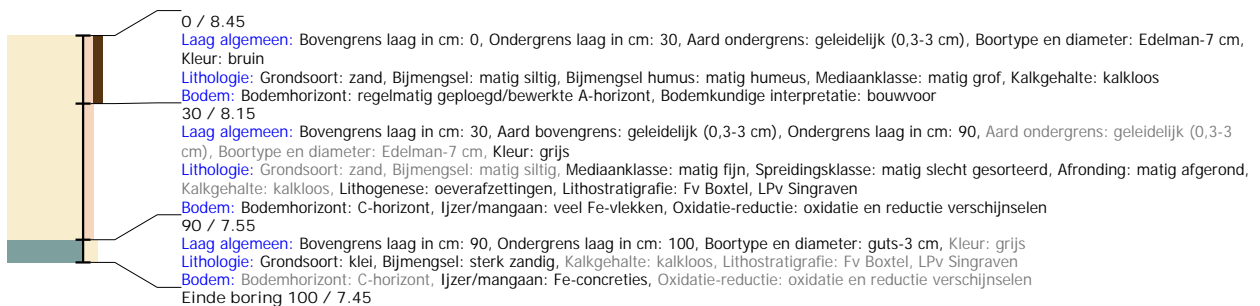 0 / 8.45
Laag algemeen: Bovengrens laag in cm: 0, Ondergrens laag in cm: 30, Aard ondergrens: geleidelijk (0,3-3 cm), Boortype en diameter: Edelman-7 cm,
Kleur: bruin
Lithologie: Grondsoort: zand, Bijmengsel: matig siltig, Bijmengsel humus: matig humeus, Mediaanklasse: matig grof, Kalkgehalte: kalkloos
Bodem: Bodemhorizont: regelmatig geploegd/bewerkte A-horizont, Bodemkundige interpretatie: bouwvoor
30 / 8.15
Laag algemeen: Bovengrens laag in cm: 30, Aard bovengrens: geleidelijk (0,3-3 cm), Ondergrens laag in cm: 90, Aard ondergrens: geleidelijk (0,3-3
cm), Boortype en diameter: Edelman-7 cm, Kleur: grijs
Lithologie: Grondsoort: zand, Bijmengsel: matig siltig, Mediaanklasse: matig fijn, Spreidingsklasse: matig slecht gesorteerd, Afronding: matig afgerond,
Kalkgehalte: kalkloos, Lithogenese: oeverafzettingen, Lithostratigrafie: Fv Boxtel, LPv Singraven
Bodem: Bodemhorizont: C-horizont, Ijzer/mangaan: veel Fe-vlekken, Oxidatie-reductie: oxidatie en reductie verschijnselen
90 / 7.55
Laag algemeen: Bovengrens laag in cm: 90, Ondergrens laag in cm: 100, Boortype en diameter: guts-3 cm, Kleur: grijs
Lithologie: Grondsoort: klei, Bijmengsel: sterk zandig, Kalkgehalte: kalkloos, Lithostratigrafie: Fv Boxtel, LPv Singraven
Bodem: Bodemhorizont: C-horizont, Ijzer/mangaan: Fe-concreties, Oxidatie-reductie: oxidatie en reductie verschijnselen
Einde boring 100 / 7.45